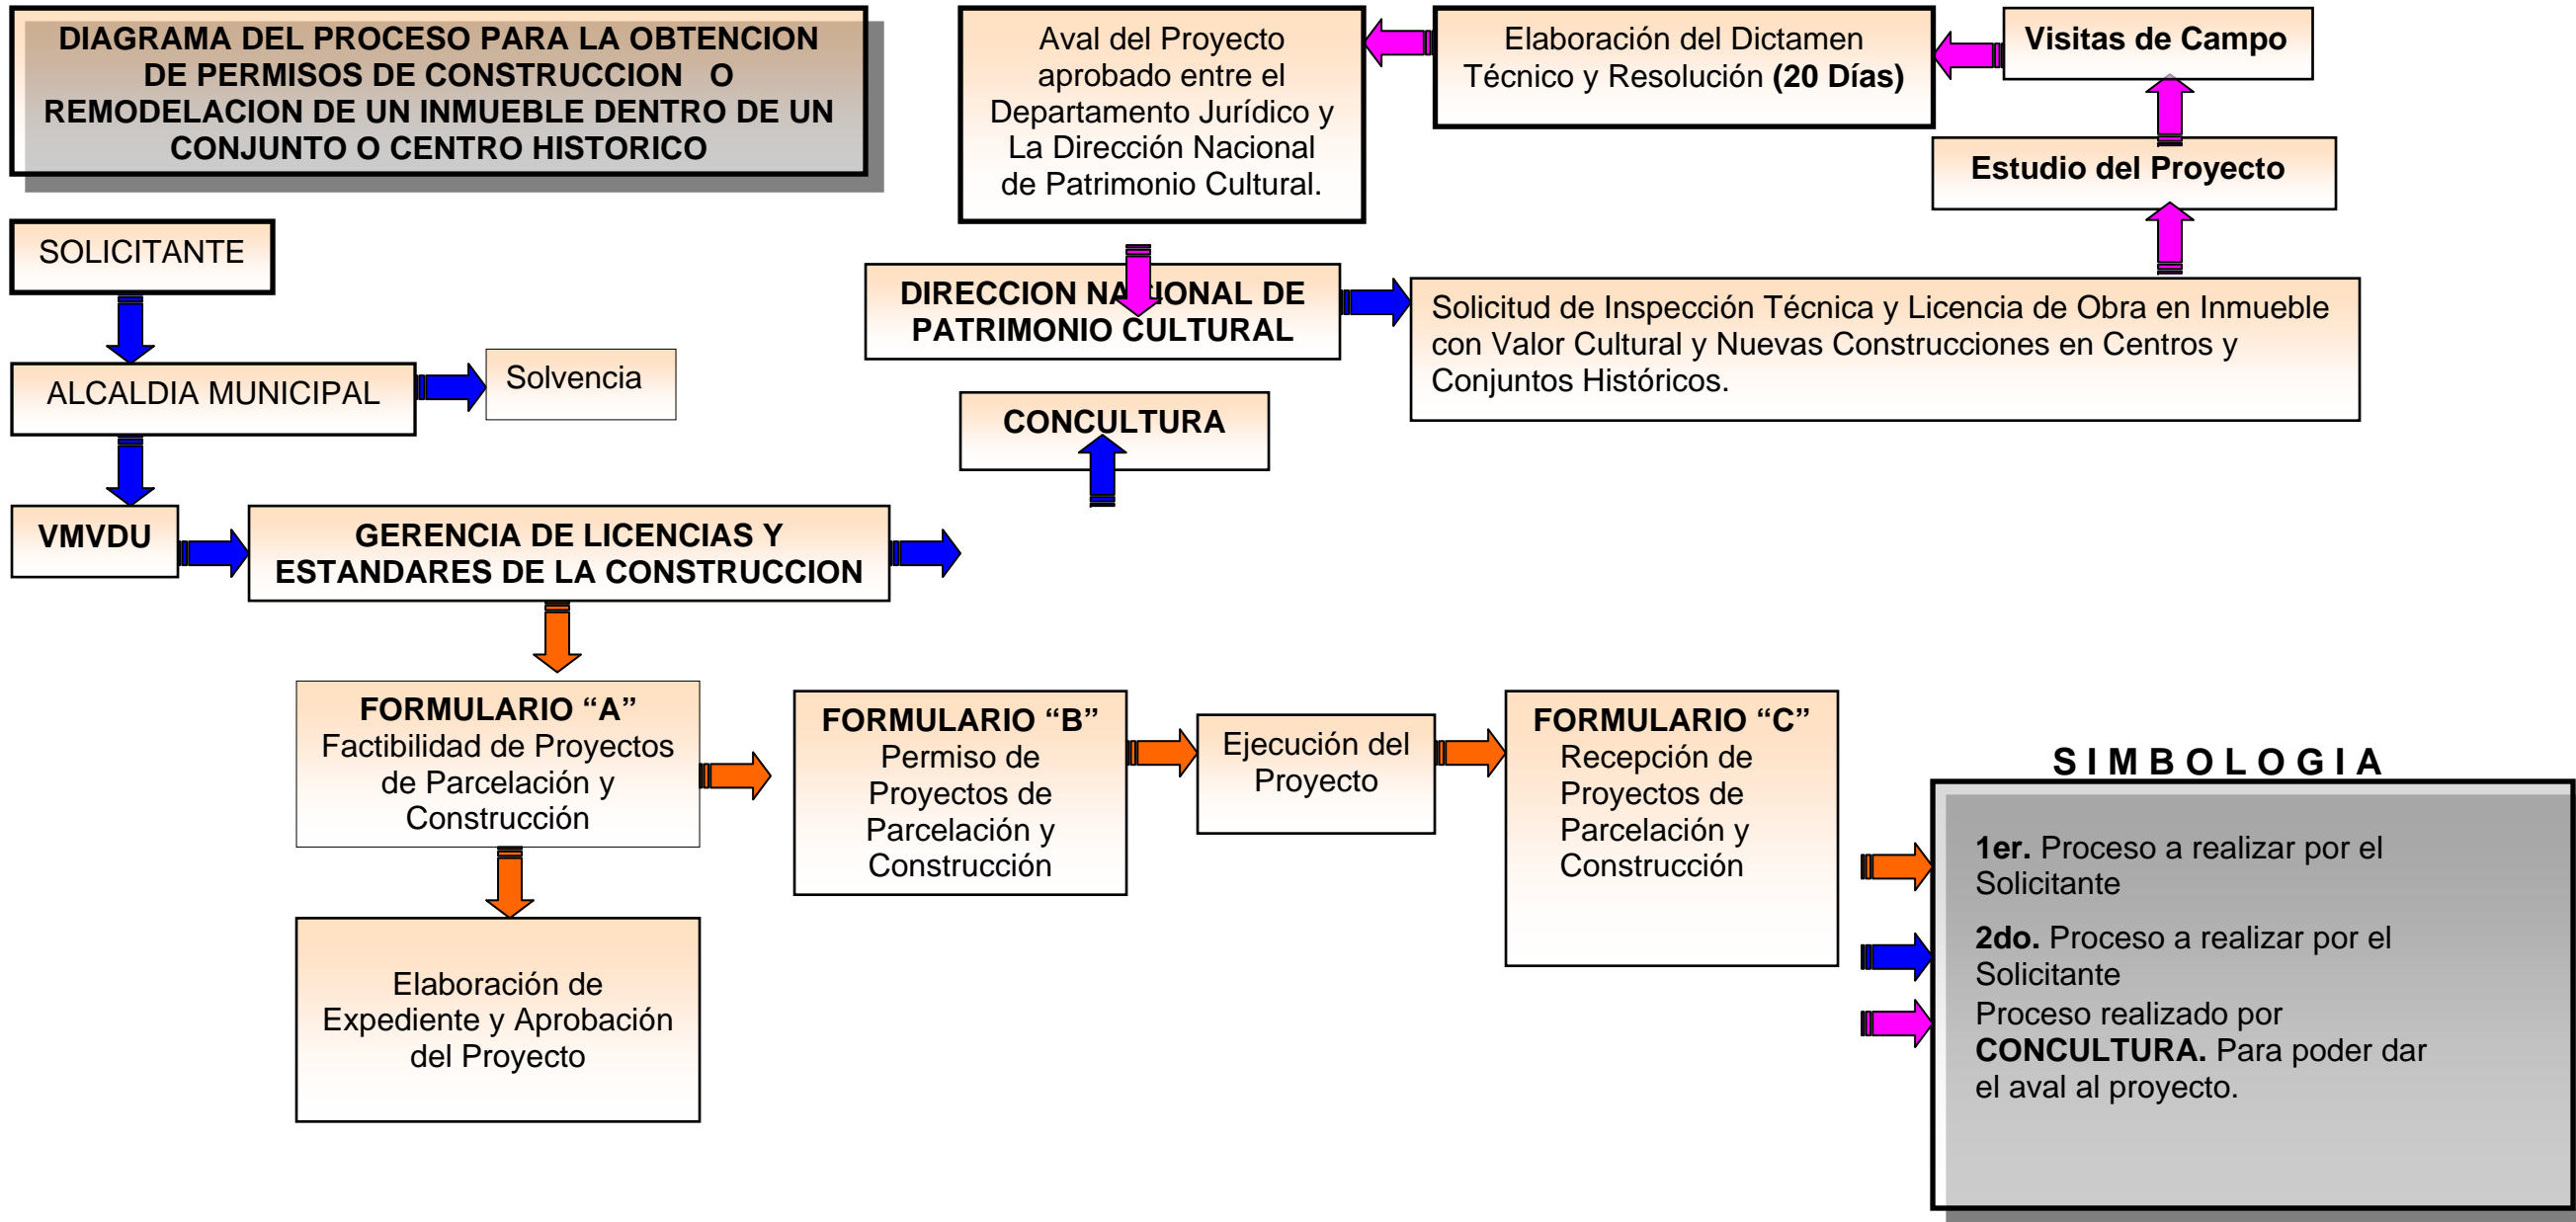 DIAGRAMA DEL PROCESO PARA LA OBTENCION
DE PERMISOS DE CONSTRUCCION O
REMODELACION DE UN INMUEBLE DENTRO DE UN
CONJUNTO O CENTRO HISTORICO
Aval del Proyecto
aprobado entre el
Departamento Jurídico y
La Dirección Nacional
de Patrimonio Cultural.
Elaboración del Dictamen
Técnico y Resolución (20 Días)
Visitas de Campo
Estudio del Proyecto
SOLICITANTE
DIRECCION NACIONAL DE
PATRIMONIO CULTURAL
Solicitud de Inspección Técnica y Licencia de Obra en Inmueble
con Valor Cultural y Nuevas Construcciones en Centros y
Conjuntos Históricos.
ALCALDIA MUNICIPAL
Solvencia
CONCULTURA
VMVDU
GERENCIA DE LICENCIAS Y
ESTANDARES DE LA CONSTRUCCION
FORMULARIO “A”
Factibilidad de Proyectos
de Parcelación y
Construcción
FORMULARIO “B”
Permiso de
Proyectos de
Parcelación y
Construcción
Ejecución del
Proyecto
FORMULARIO “C”
Recepción de
Proyectos de
Parcelación y
Construcción
Elaboración de
Expediente y Aprobación
del Proyecto
S I M B O L O G I A
1er. Proceso a realizar por el
Solicitante
2do. Proceso a realizar por el
Solicitante
Proceso realizado por
CONCULTURA. Para poder dar
el aval al proyecto.